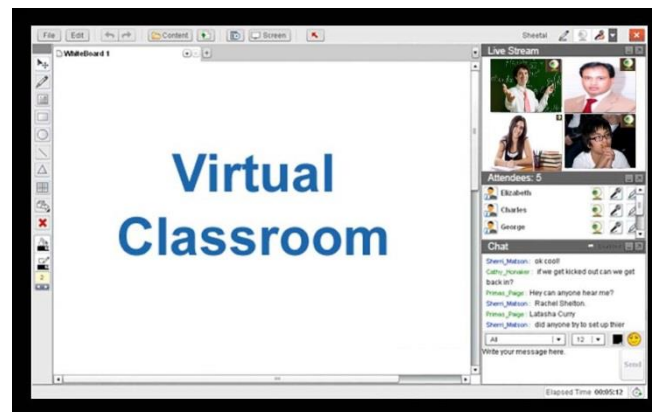 File Edit Content Screen Sheetal
WhiteBoard 1
Live Stream
Virtual
Classroom
Attendees: 5
Elizabeth
Charles
George
Chat
Sherri_Matson: ok cool!
Cathy_Honaker: if we get kicked out can we get
back in?
Primas_Paige: Hey can anyone hear me?
Sherri_Matson: Rachel Shelton.
Primas_Paige: Latasha Curry
Sherri_Matson: did anyone try to set up thier
All 12
Write your message here.
Send
Elapsed Time 00:05:12